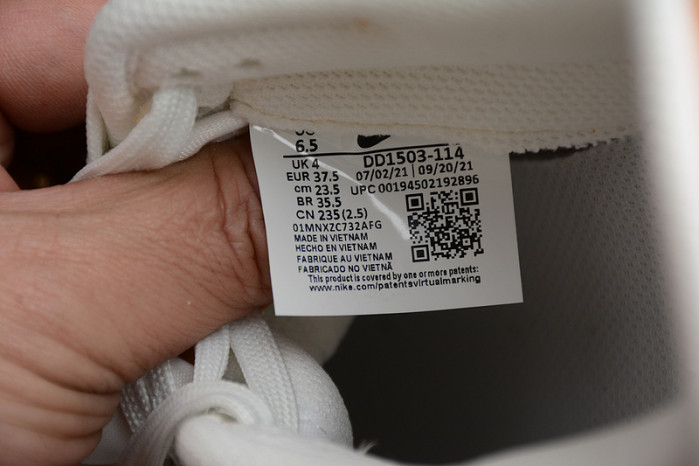 6.5
UK 4
EUR 37.5
cm 23.5
BR 35.5
CN 235(2.5)
DD1503-114
07/02/21 | 09/20/21
UPC 00194502192896
01MNXZC732AFG
MADE IN VIETNAM
HECHO EN VIETNAM
FABRIQUE AU VIETNAM
FABRICADO NO VIETNÃ
This product is covered by one or more patents:
www.nike.com/patentsvirtualmarking